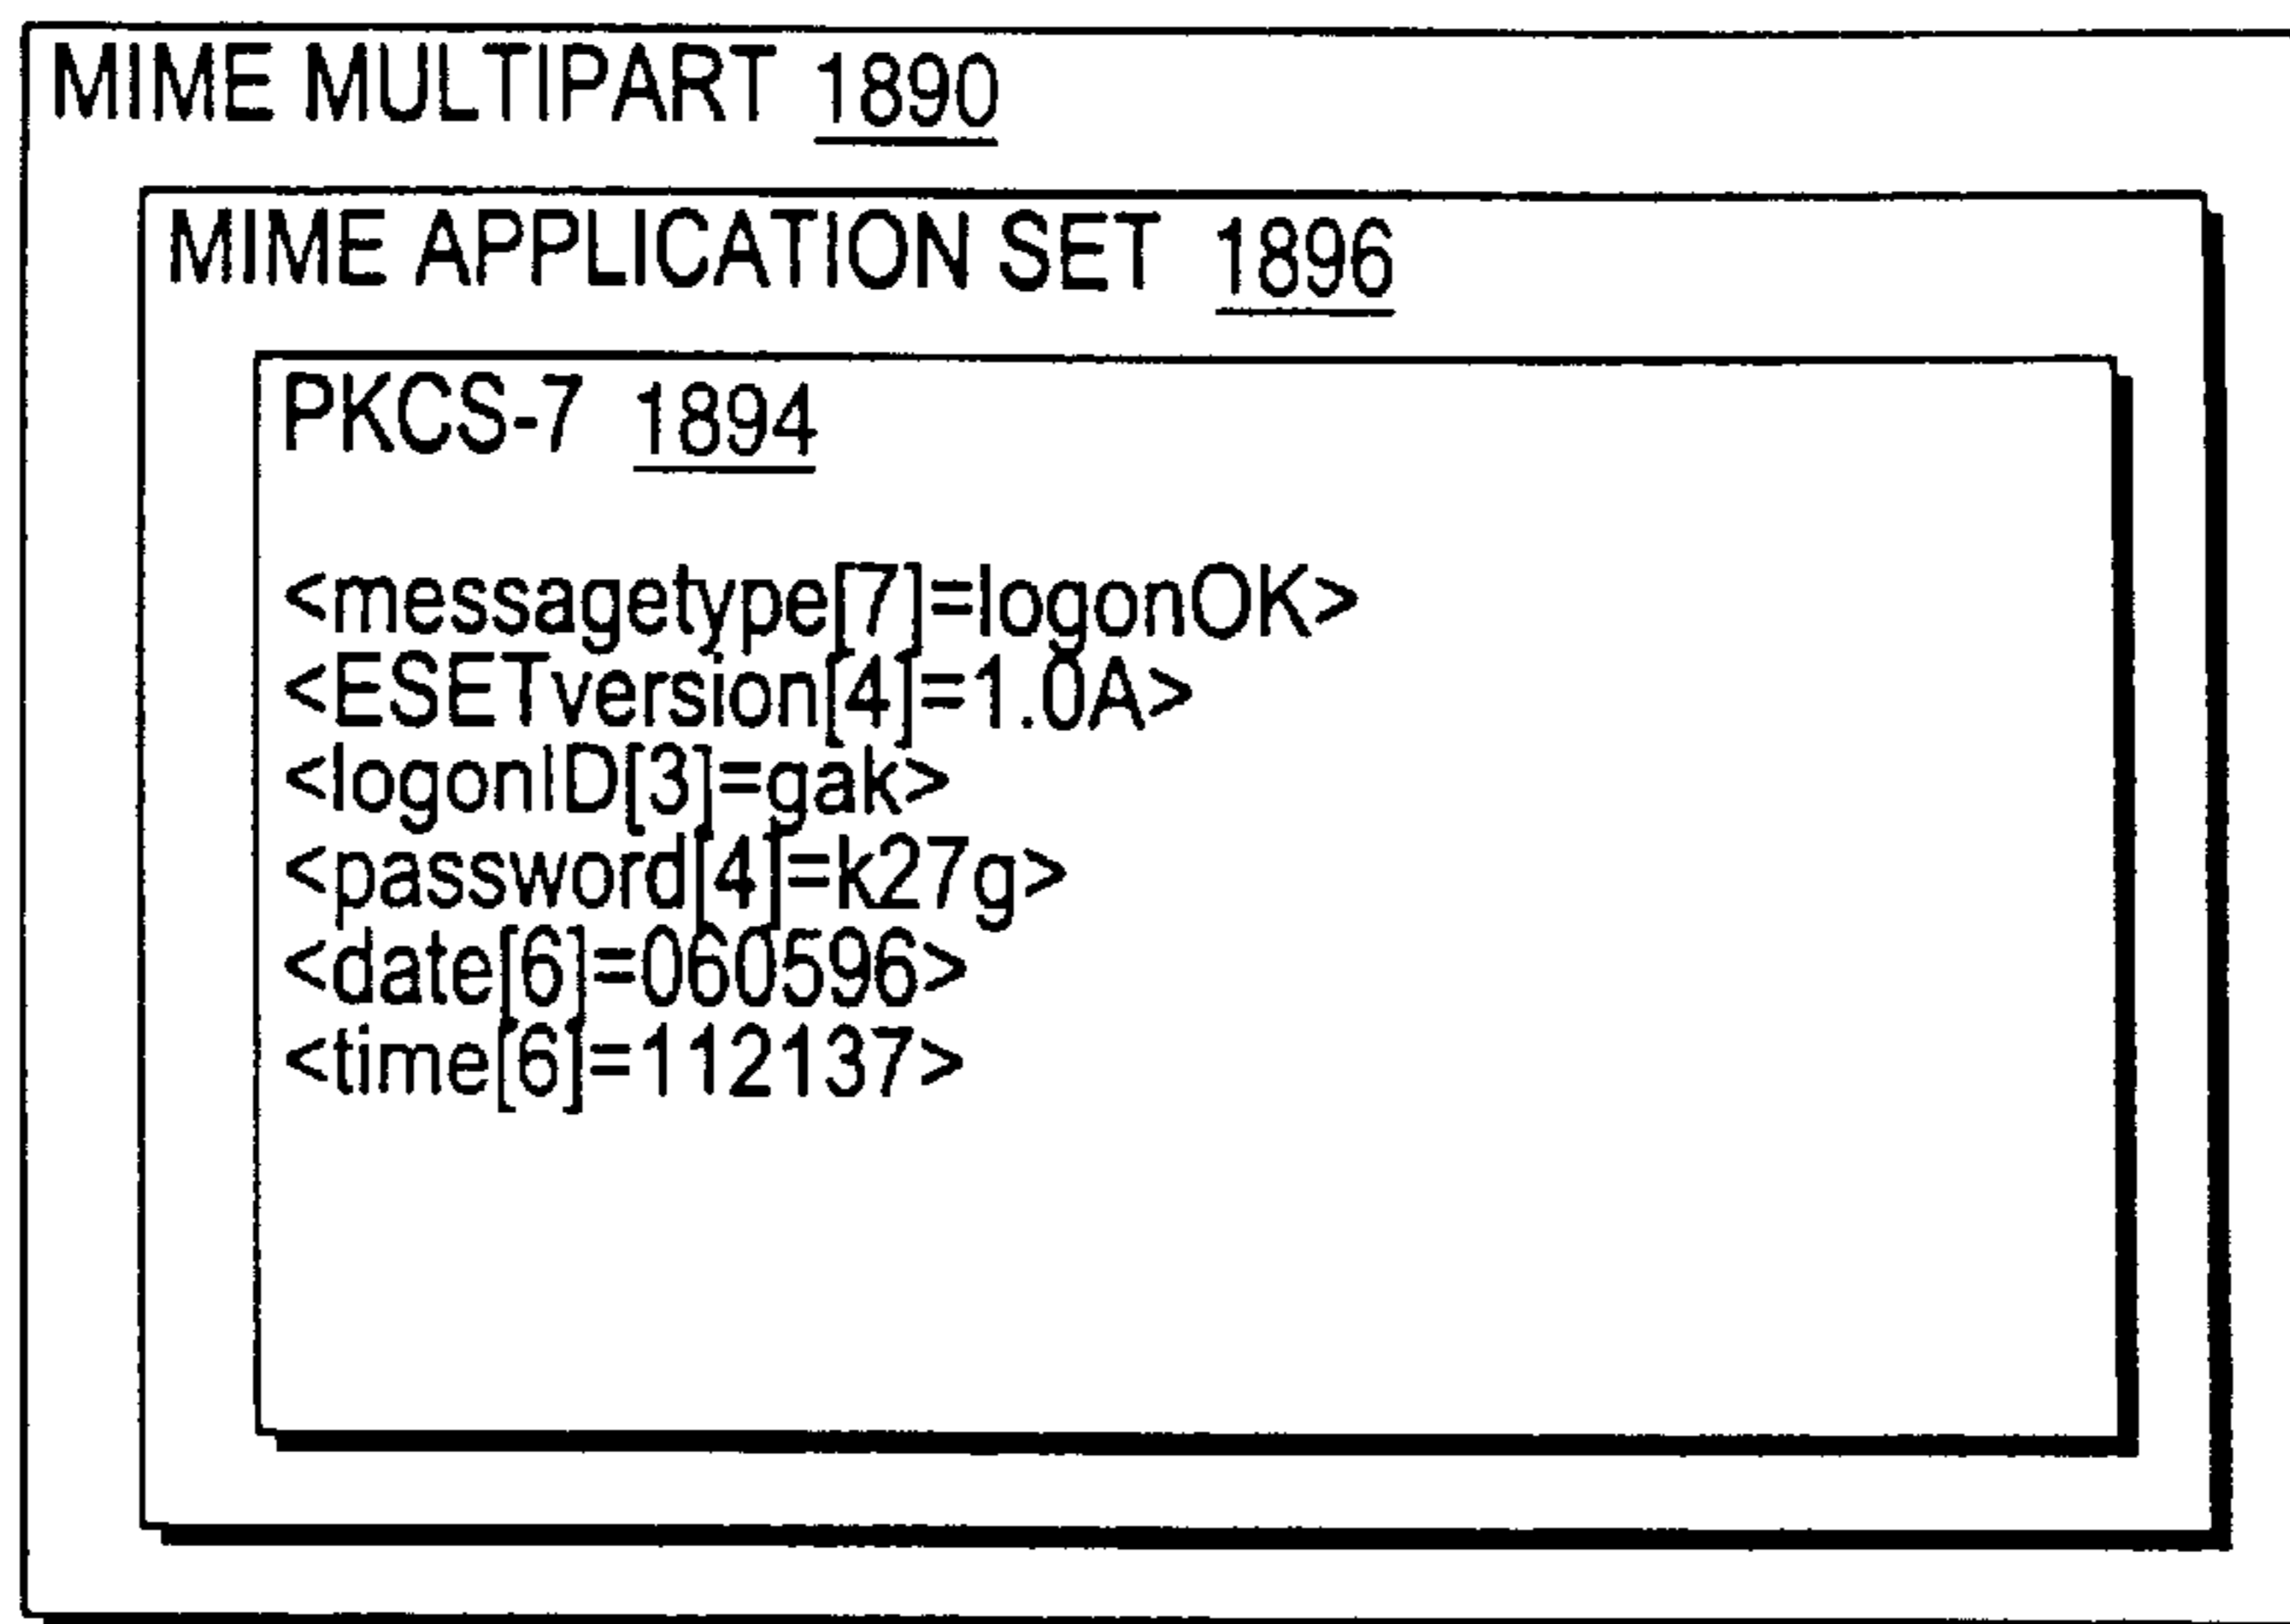 MIME MULTIPART 1890
MIME APPLICATION SET 1896
PKCS-7 1894
<messagetype[7]=logonOK>
<ESETversion[4]=1.0A>
<logonID[3]=gak>
<password[4]=k27g>
<date[6]=060596>
<time[6]=112137>